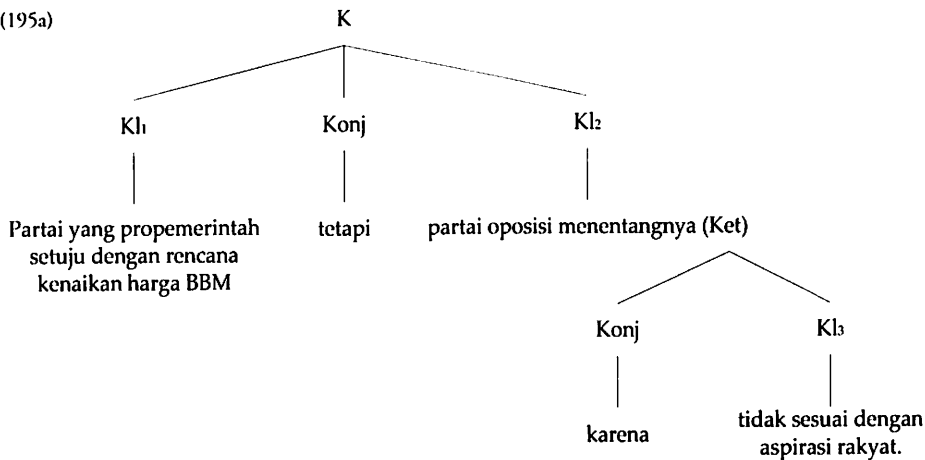 (195a)
K
Kl1 Konj Kl2
Partai yang propemerintah
setuju dengan rencana
kenaikan harga BBM
tetapi
partai oposisi menentangnya (Ket)
Konj Kl3
karena
tidak sesuai dengan
aspirasi rakyat.